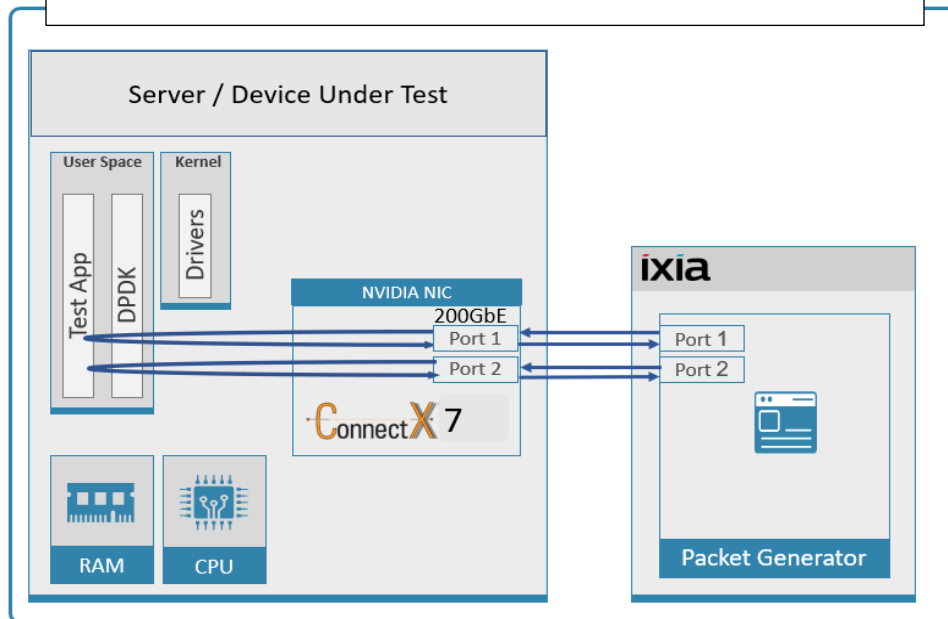 Server / Device Under Test
User Space
Kernel
Test App
DPDK
Drivers
NVIDIA NIC
200GbE
Port 1
Port 2
ConnectX 7
RAM
CPU
ixia
Port 1
Port 2
Packet Generator